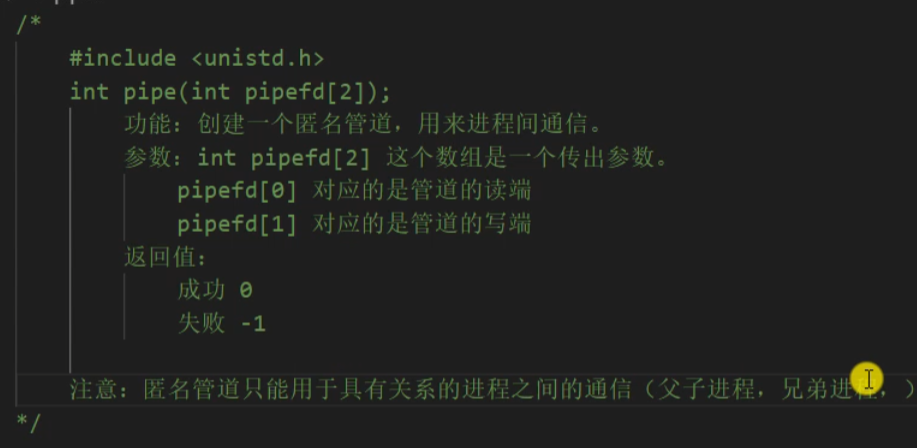 /*
#include <unistd.h>
int pipe(int pipefd[2]);
功能：创建一个匿名管道，用来进程间通信。
参数：int pipefd[2] 这个数组是一个传出参数。
pipefd[0] 对应的是管道的读端
pipefd[1] 对应的是管道的写端
返回值：
成功 0
失败 -1
注意：匿名管道只能用于具有关系的进程之间的通信（父子进程，兄弟进程，）
*/